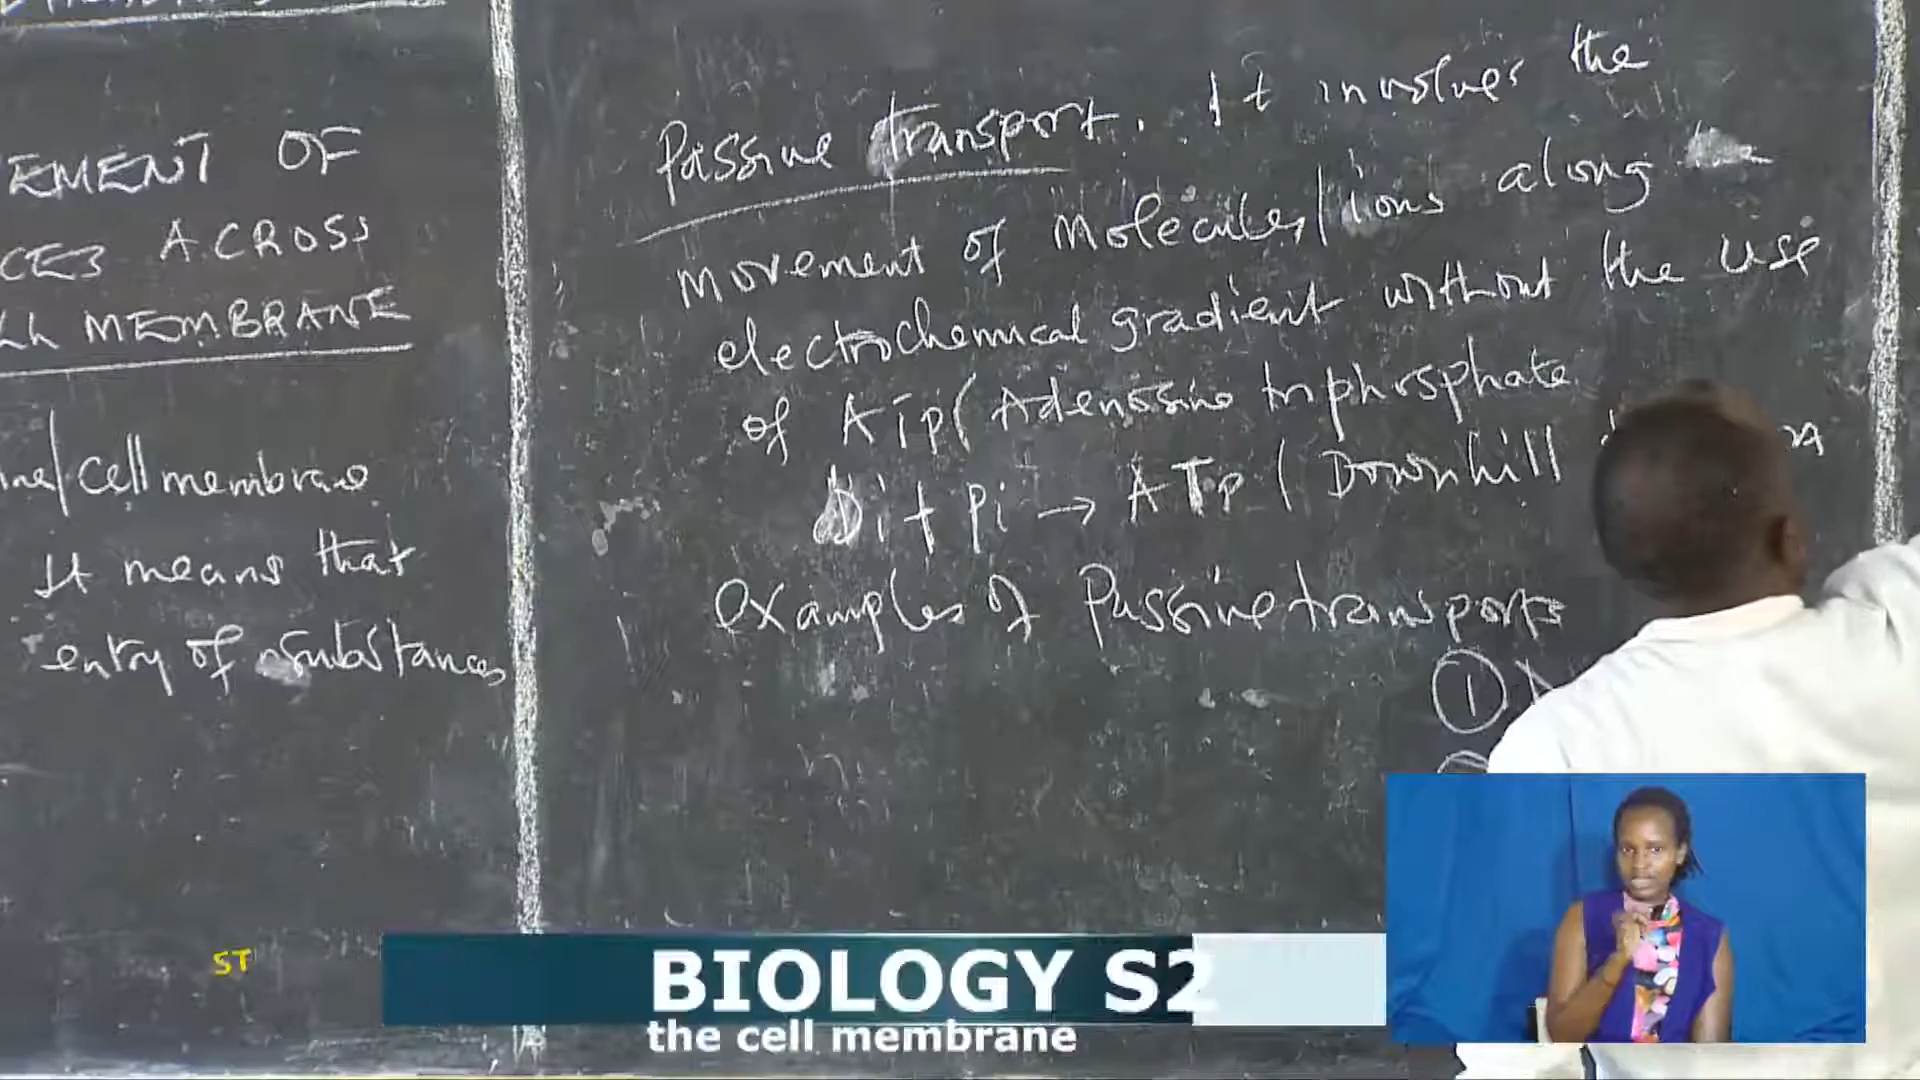 EMENT OF
CES ACROSS
LL MEMBRANE
ne/cell membrane
It means that
entry of substances
Passive transport. It involves the
movement of molecules/ions along the
electrochemical gradient without the use
of ATP (Adenosine triphosphate
Di + Pi → ATP ( Downhill
Examples of Passive transports
1
ST
BIOLOGY S2
the cell membrane